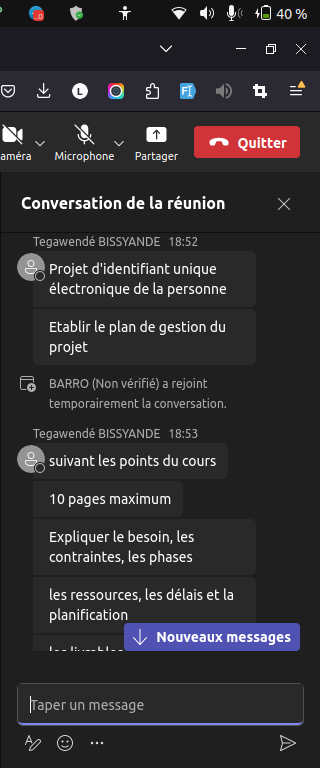 40 %
Quitter
améra
Microphone
Partager
Conversation de la réunion
Tegawendé BISSYANDE 18:52
Projet d'identifiant unique
électronique de la personne
Etablir le plan de gestion du
projet
BARRO (Non vérifié) a rejoint
temporairement la conversation.
Tegawendé BISSYANDE 18:53
suivant les points du cours
10 pages maximum
Expliquer le besoin, les
contraintes, les phases
les ressources, les délais et la
planification
Nouveaux messages
Taper un message